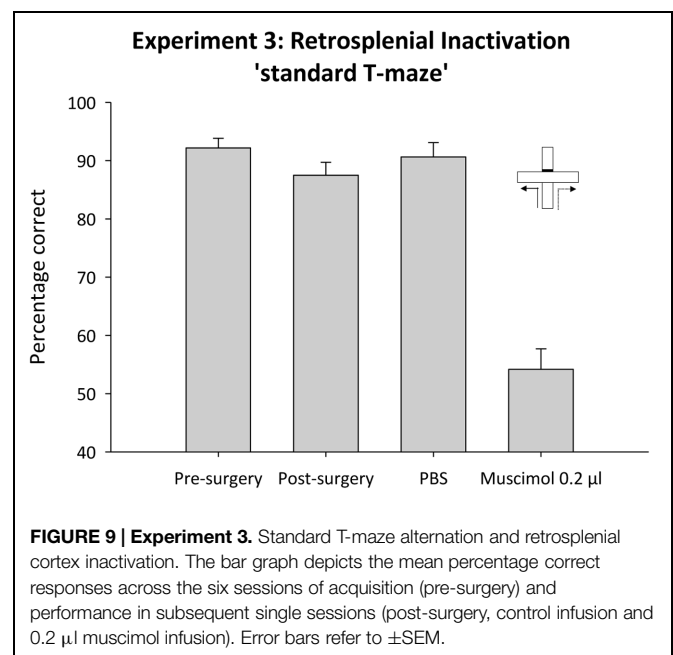 Experiment 3: Retrosplenial Inactivation
'standard T-maze'
Percentage correct
100
90
80
70
60
50
40
Pre-surgery Post-surgery PBS Muscimol 0.2 µl
FIGURE 9 | Experiment 3. Standard T-maze alternation and retrosplenial
cortex inactivation. The bar graph depicts the mean percentage correct
responses across the six sessions of acquisition (pre-surgery) and
performance in subsequent single sessions (post-surgery, control infusion and
0.2 µl muscimol infusion). Error bars refer to ±SEM.